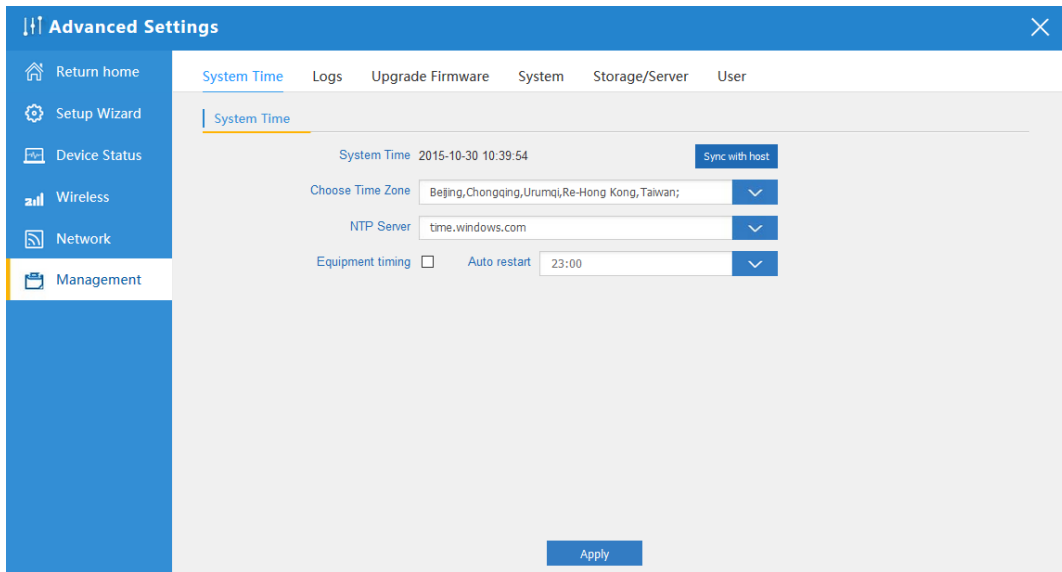 Advanced Settings
Return home
Setup Wizard
Device Status
Wireless
Network
Management
System Time Logs Upgrade Firmware System Storage/Server User
System Time
System Time 2015-10-30 10:39:54 Sync with host
Choose Time Zone Beijing,Chongqing,Urumqi,Re-Hong Kong,Taiwan;
NTP Server time.windows.com
Equipment timing Auto restart 23:00
Apply